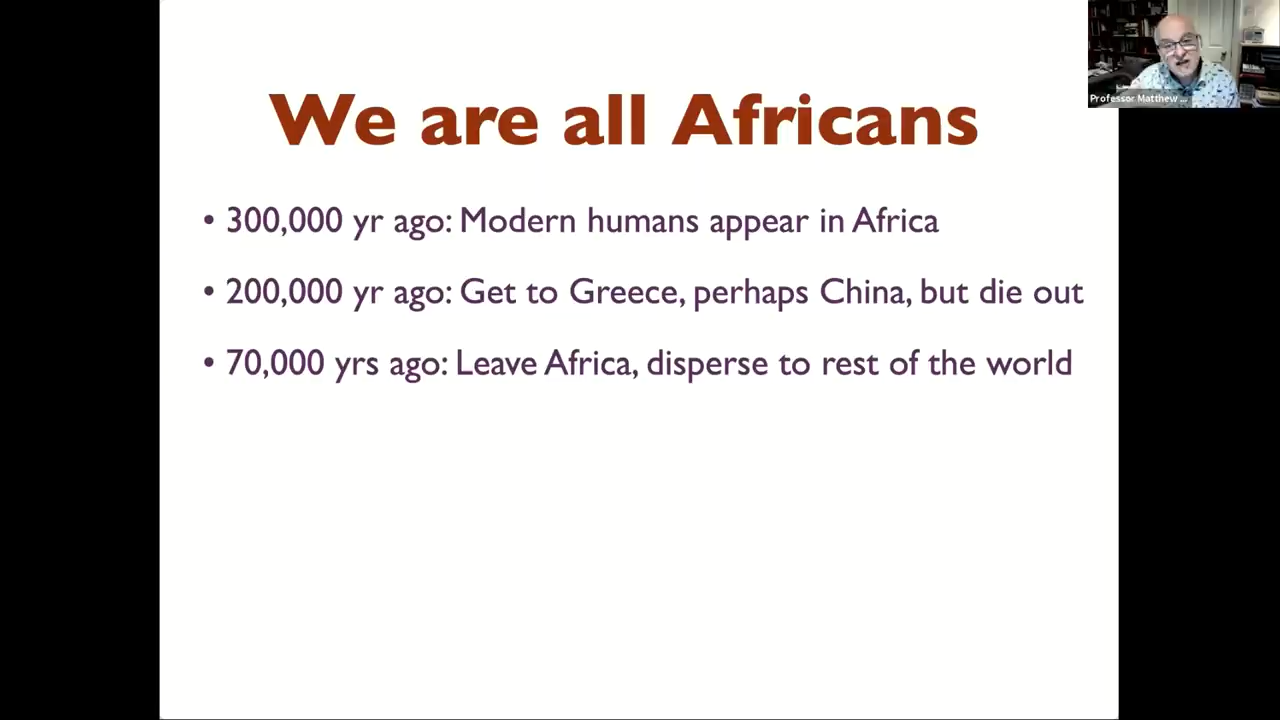 We are all Africans
• 300,000 yr ago: Modern humans appear in Africa
• 200,000 yr ago: Get to Greece, perhaps China, but die out
• 70,000 yrs ago: Leave Africa, disperse to rest of the world
Professor Matthew ...